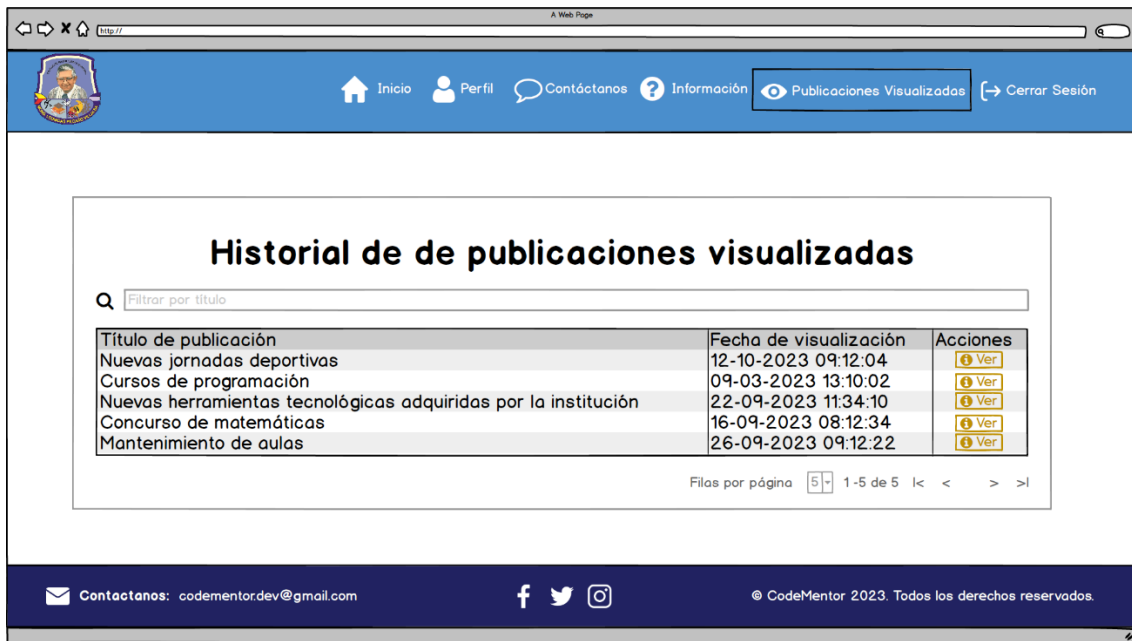 A Web Page
http://
Inicio Perfil Contáctanos Información Publicaciones Visualizadas Cerrar Sesión
Historial de de publicaciones visualizadas
Filtrar por título
Título de publicación Fecha de visualización Acciones
Nuevas jornadas deportivas 12-10-2023 09:12:04 Ver
Cursos de programación 09-03-2023 13:10:02 Ver
Nuevas herramientas tecnológicas adquiridas por la institución 22-09-2023 11:34:10 Ver
Concurso de matemáticas 16-09-2023 08:12:34 Ver
Mantenimiento de aulas 26-09-2023 09:12:22 Ver
Filas por página 5 1-5 de 5 |< < > >|
Contactanos: codementor.dev@gmail.com © CodeMentor 2023. Todos los derechos reservados.